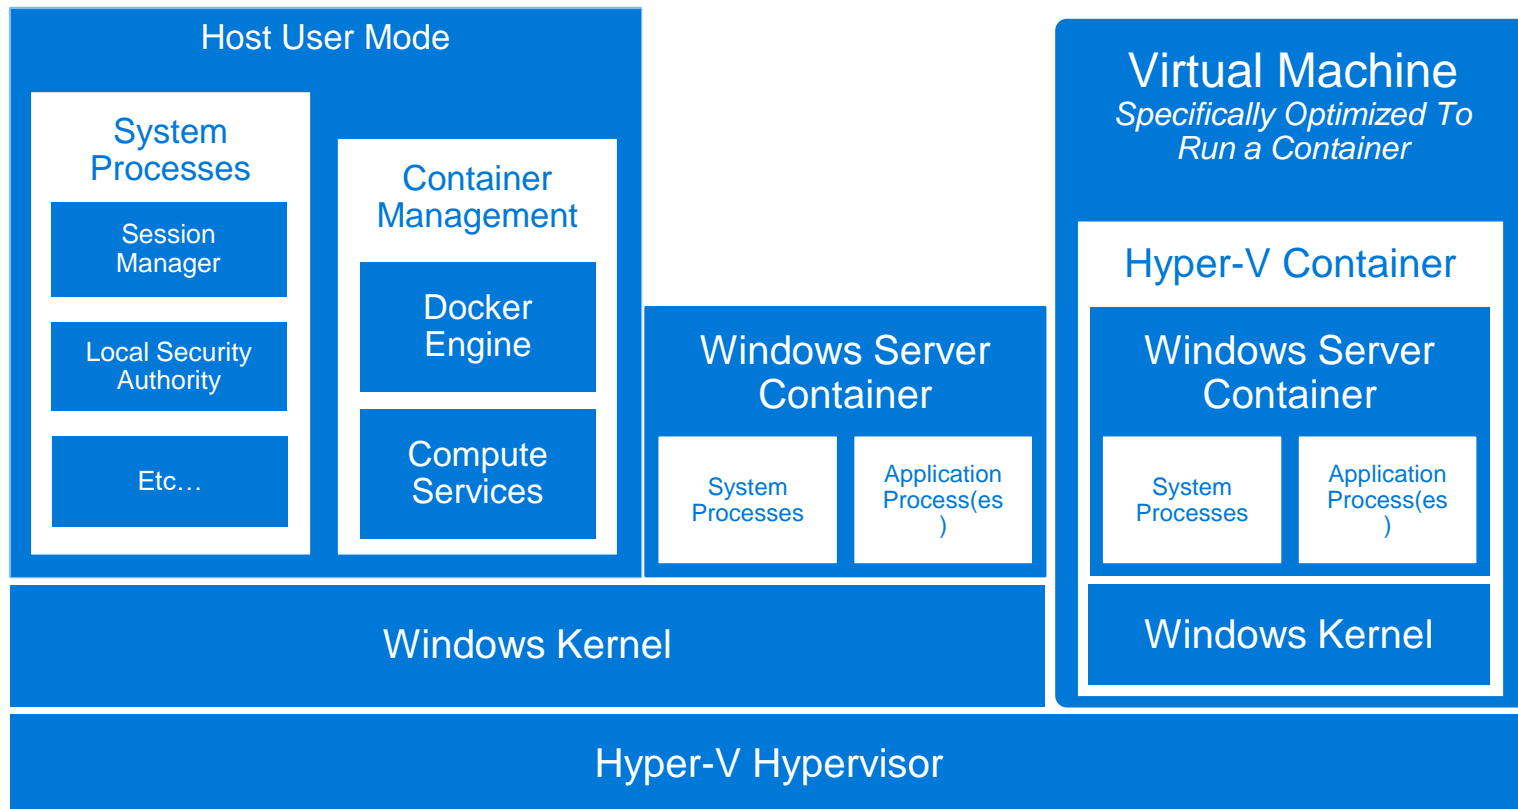 Host User Mode
System
Processes
Session
Manager
Local Security
Authority
Etc…
Container
Management
Docker
Engine
Compute
Services
Windows Server
Container
System
Processes
Application
Process(es
)
Virtual Machine
Specifically Optimized To
Run a Container
Hyper-V Container
Windows Server
Container
System
Processes
Application
Process(es
)
Windows Kernel
Windows Kernel
Hyper-V Hypervisor